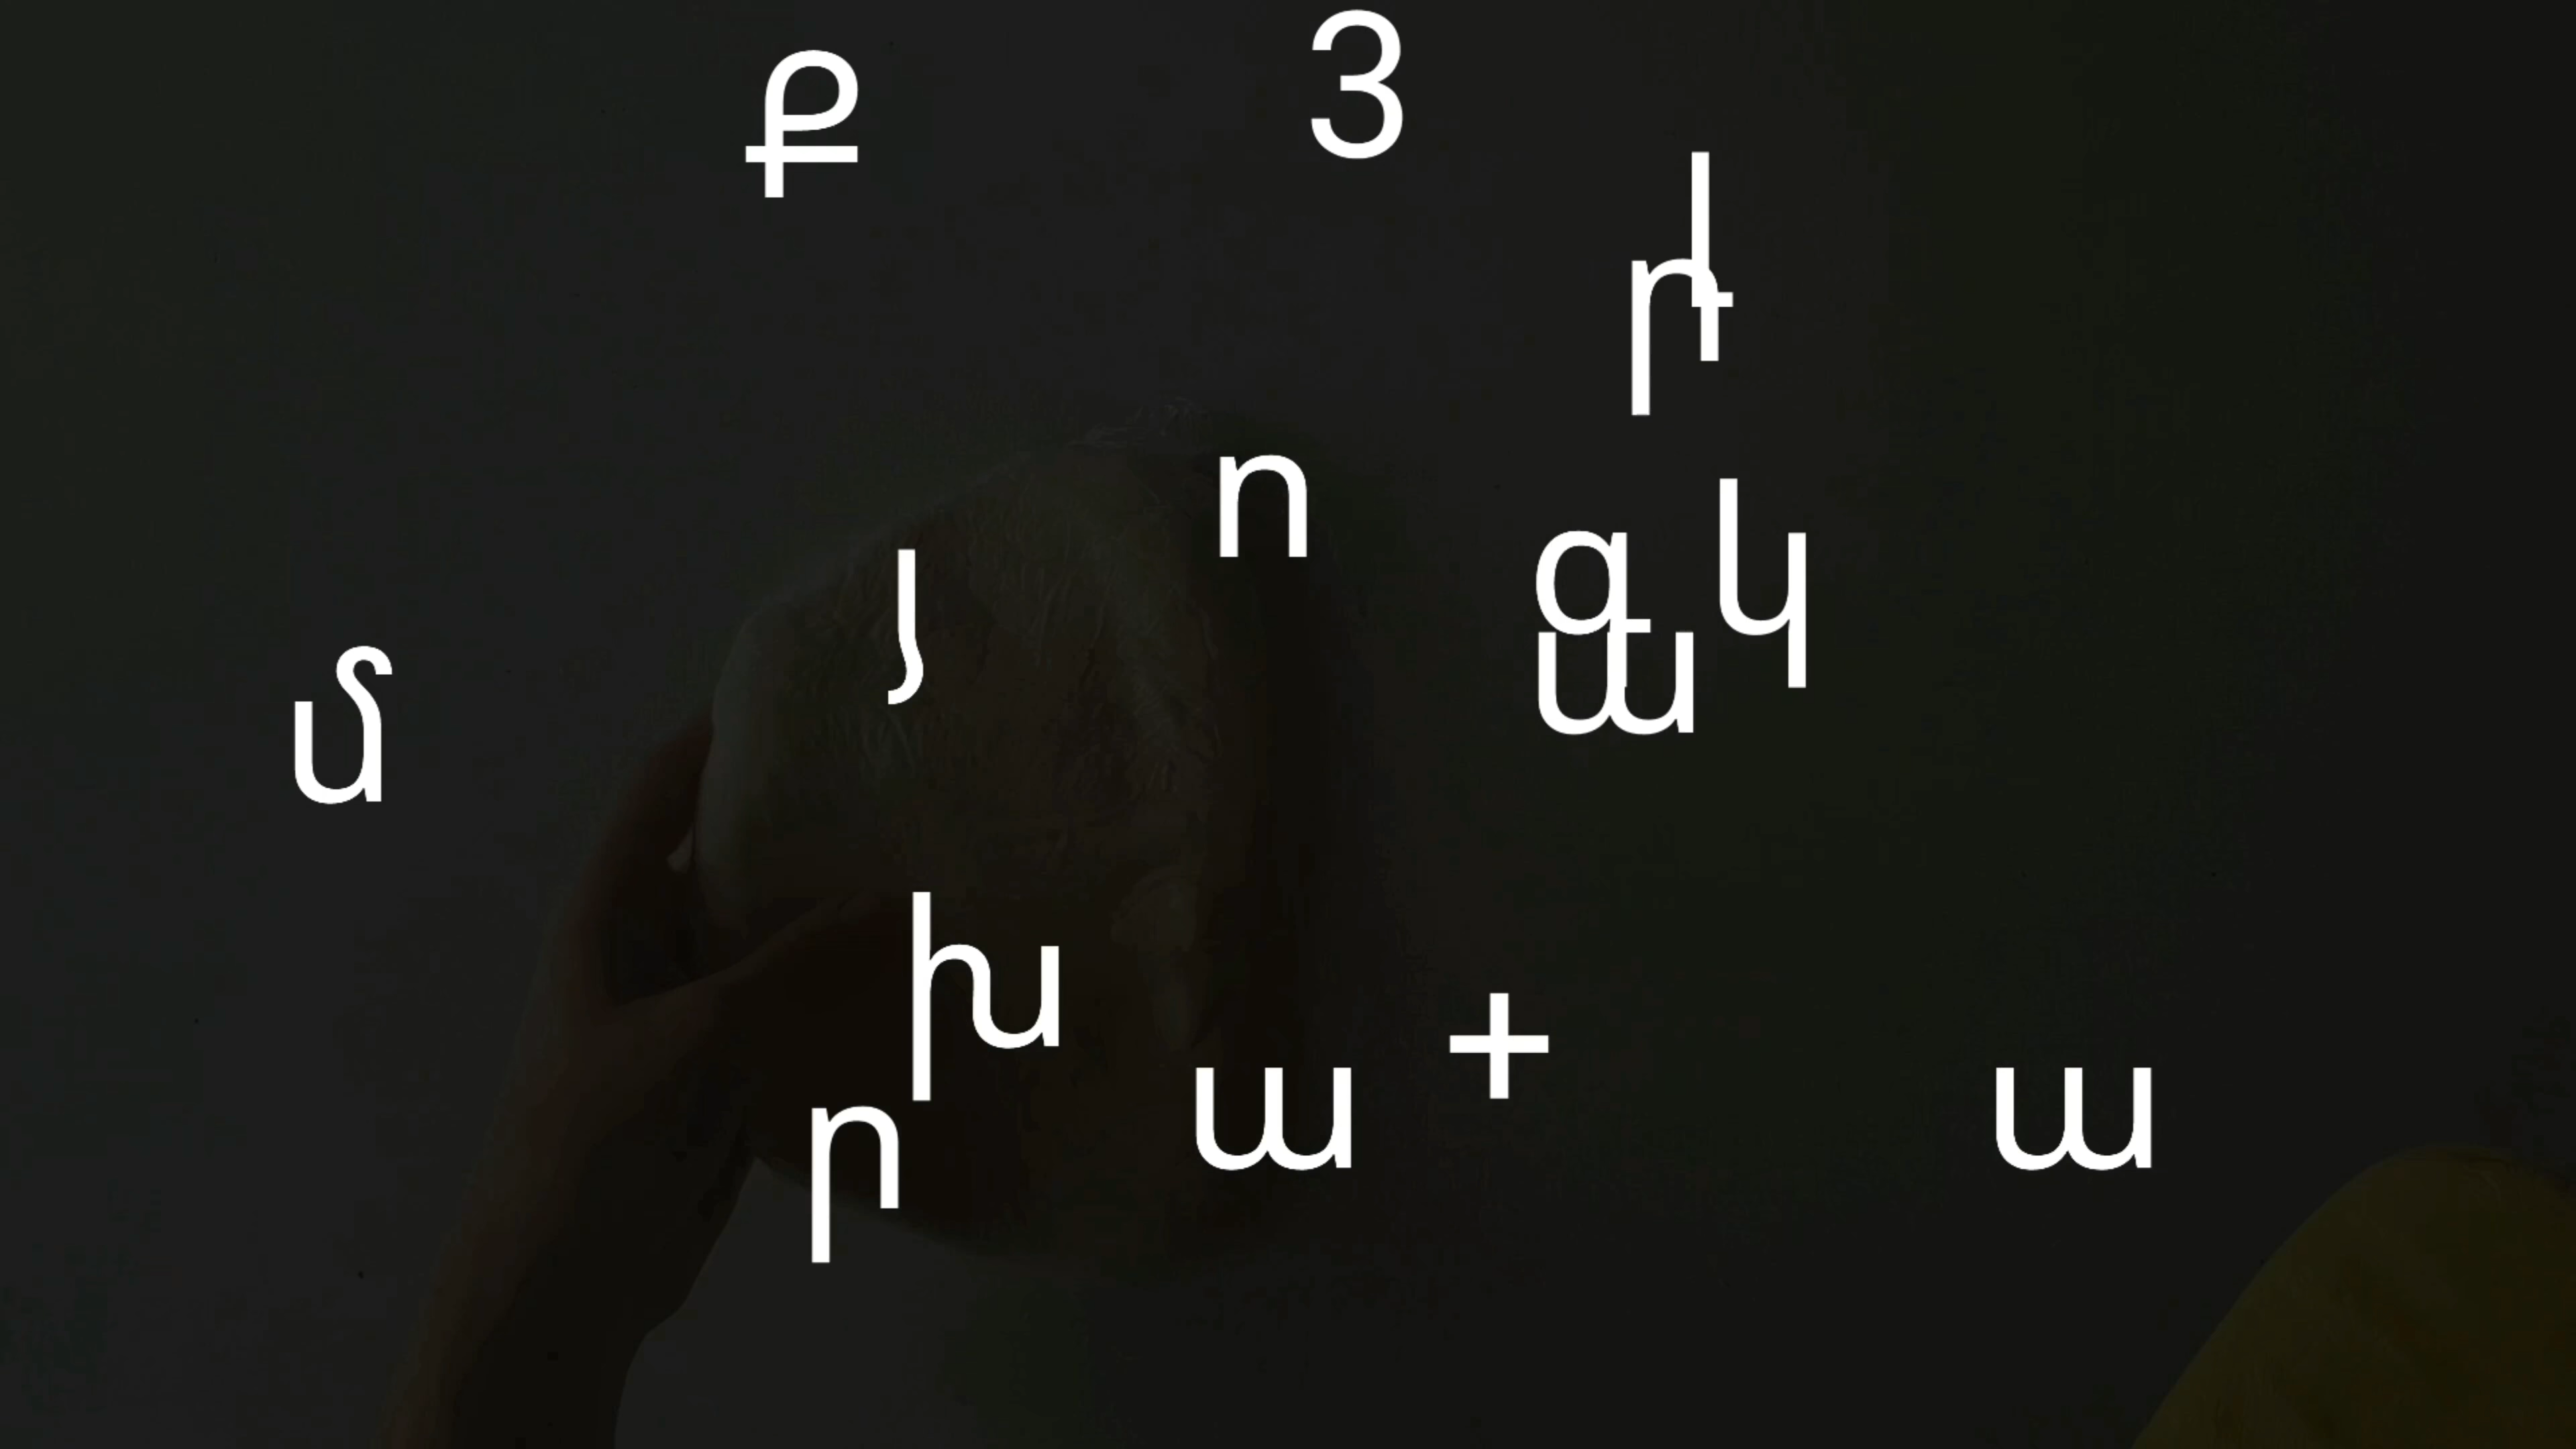 ք
3
լ
ր
ո
գ
կ
յ
ա
մ
խ
+
ա
ա
ր